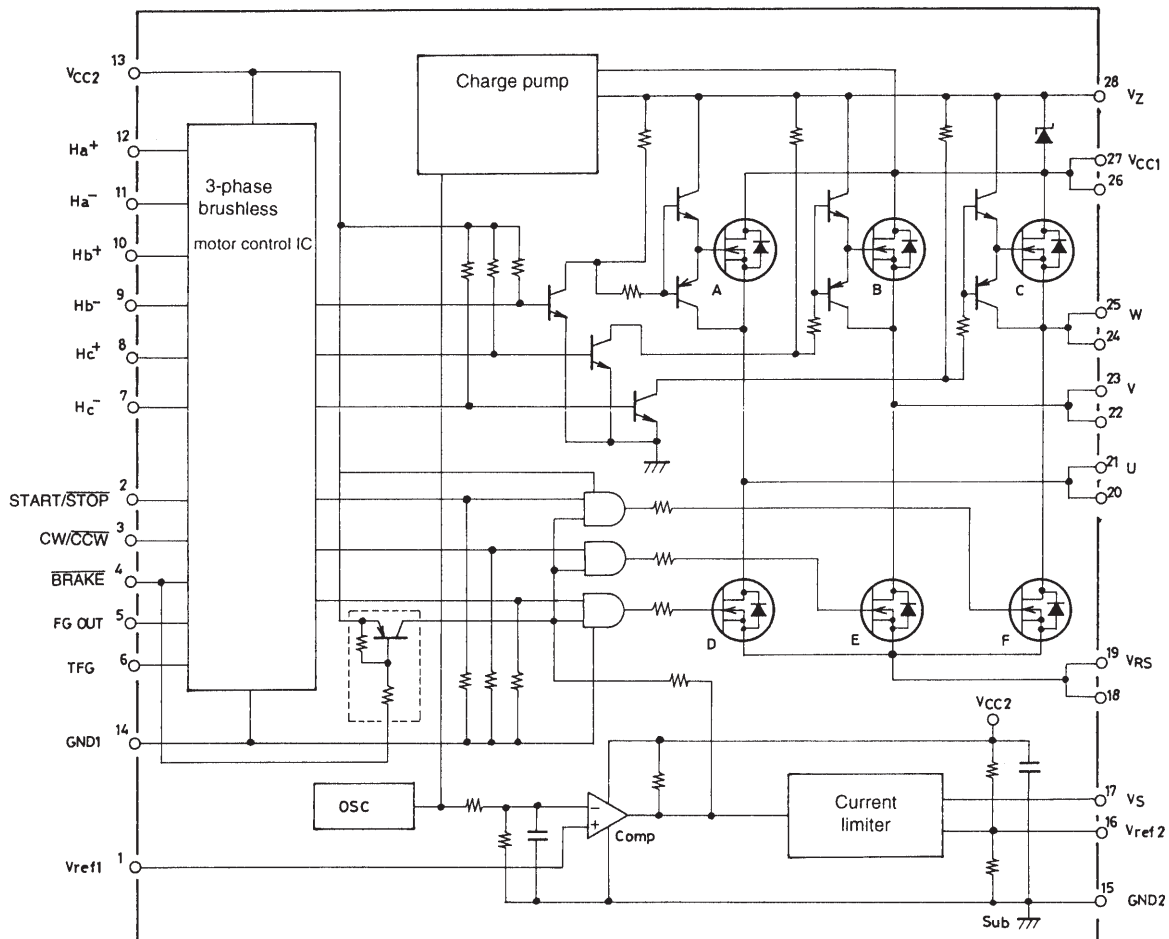 13
VCC2
12
Ha+
11
Ha-
10
Hb+
9
Hb-
8
Hc+
7
Hc-
2
START/STOP
3
CW/CCW
4
BRAKE
5
FG OUT
6
TFG
14
GND1
1
Vref1
3-phase
brushless
motor control IC
Charge pump
A
B
C
D
E
F
OSC
Comp
Current
limiter
VCC2
Sub
28
VZ
27
VCC1
26
25
W
24
23
V
22
21
U
20
19
VRS
18
17
VS
16
Vref2
15
GND2